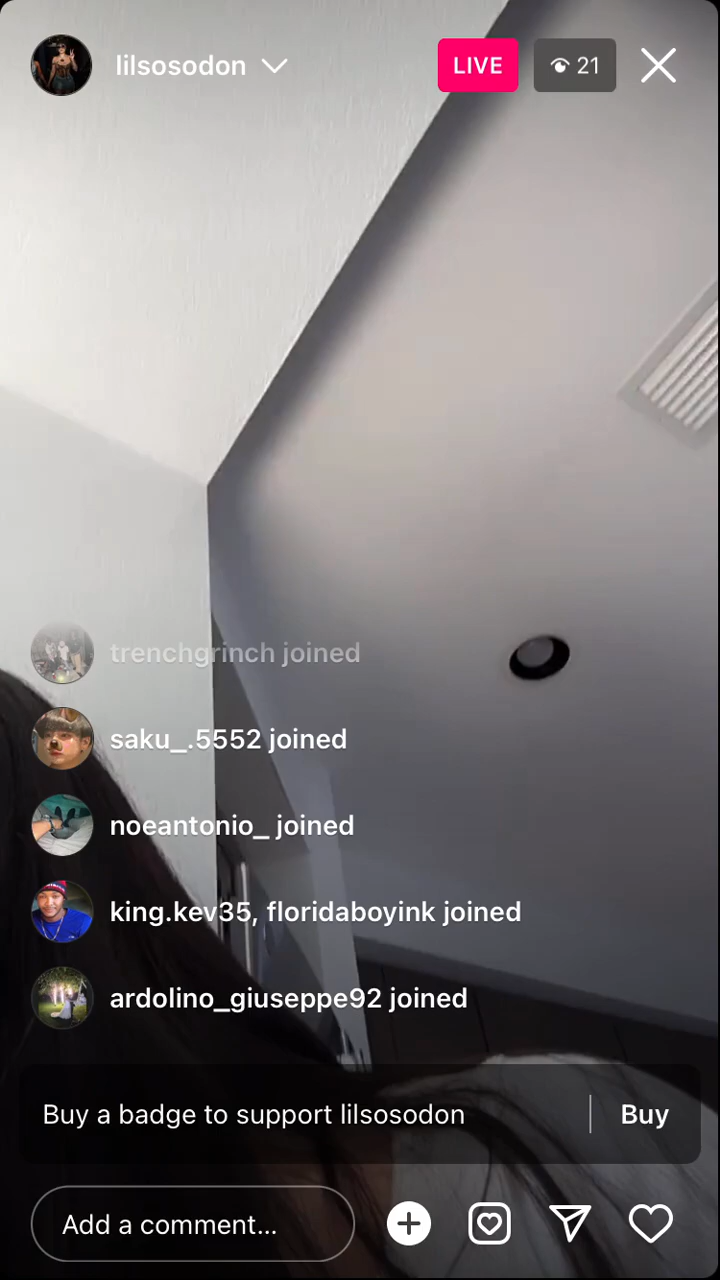 lilsosodon
LIVE
21
trenchgrinch joined
saku_.5552 joined
noeantonio_ joined
king.kev35, floridaboyink joined
ardolino_giuseppe92 joined
Buy a badge to support lilsosodon
Buy
Add a comment...